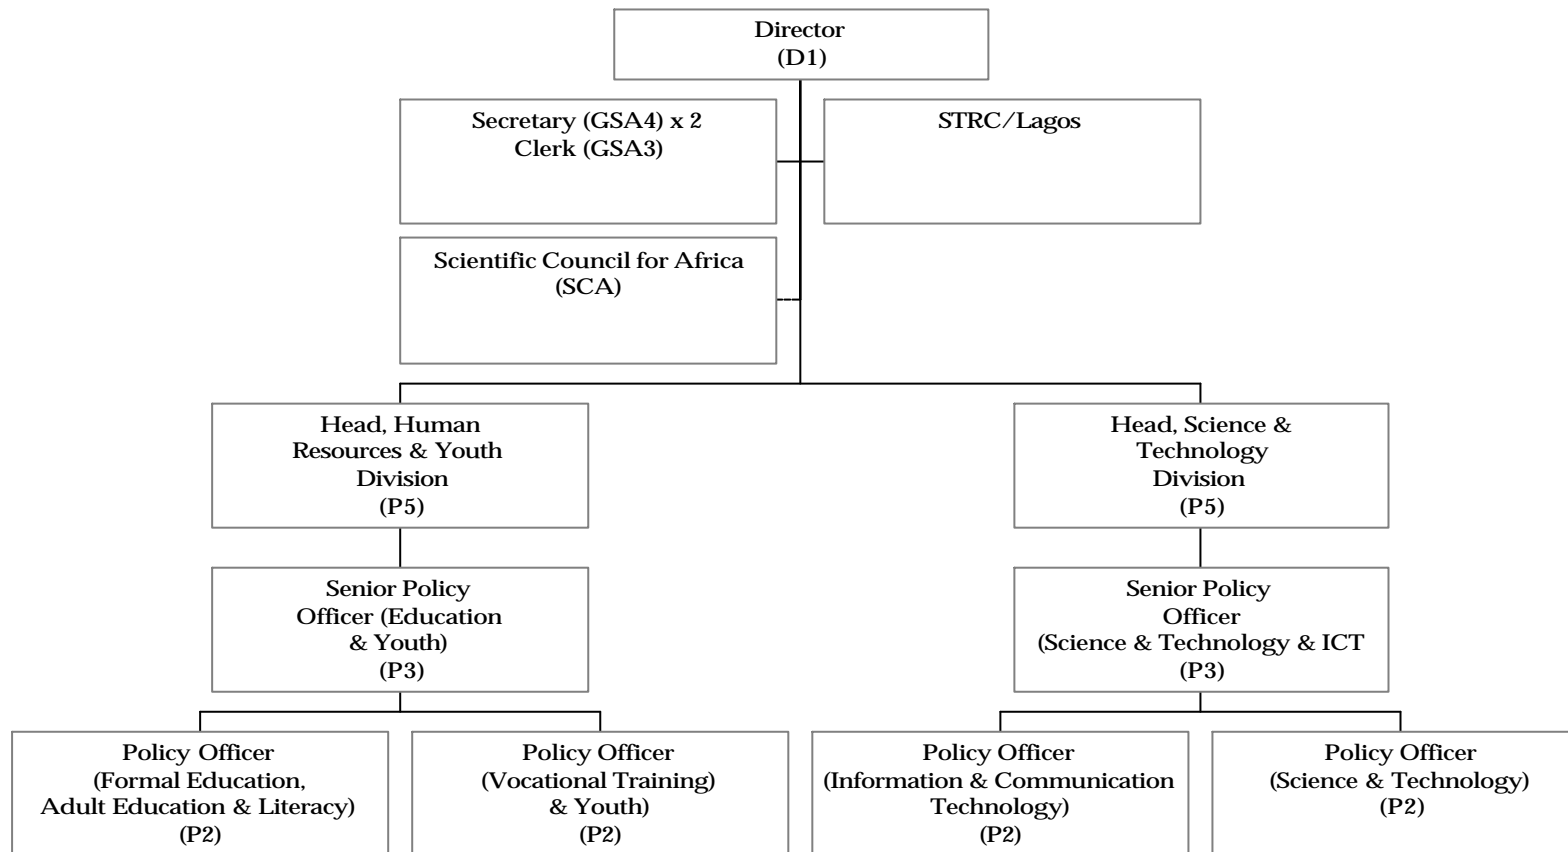 Director
(D1)
Secretary (GSA4) x 2
Clerk (GSA3)
STRC/Lagos
Scientific Council for Africa
(SCA)
Head, Human
Resources & Youth
Division
(P5)
Head, Science &
Technology
Division
(P5)
Senior Policy
Officer (Education
& Youth)
(P3)
Senior Policy
Officer
(Science & Technology & ICT
(P3)
Policy Officer
(Formal Education,
Adult Education & Literacy)
(P2)
Policy Officer
(Vocational Training)
& Youth)
(P2)
Policy Officer
(Information & Communication
Technology)
(P2)
Policy Officer
(Science & Technology)
(P2)